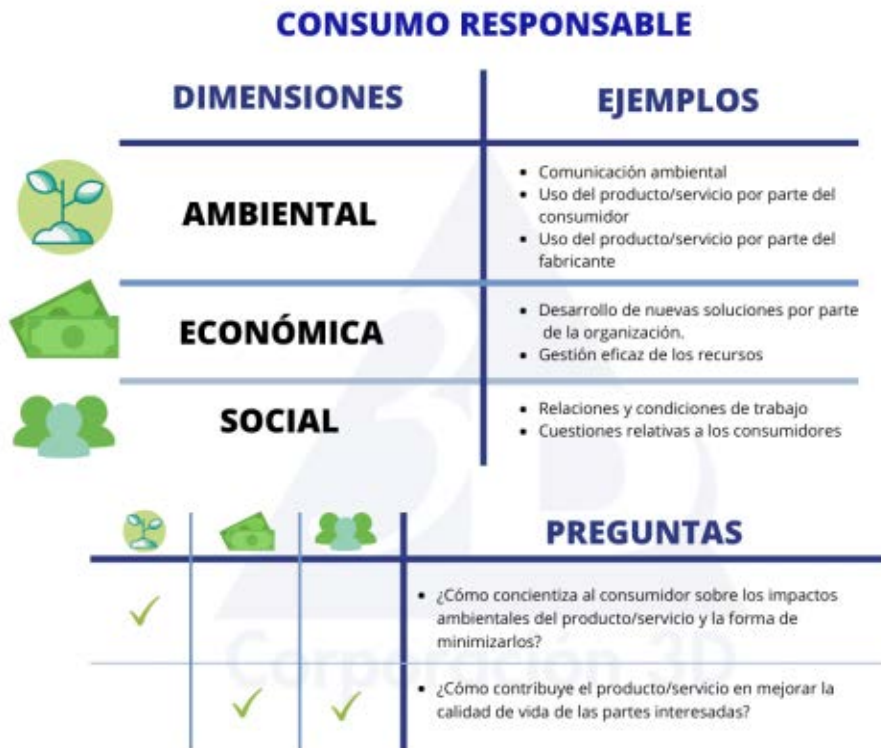 CONSUMO RESPONSABLE
DIMENSIONES
EJEMPLOS
AMBIENTAL
• Comunicación ambiental
• Uso del producto/servicio por parte del
consumidor
• Uso del producto/servicio por parte del
fabricante
ECONÓMICA
• Desarrollo de nuevas soluciones por parte
de la organización.
• Gestión eficaz de los recursos
SOCIAL
• Relaciones y condiciones de trabajo
• Cuestiones relativas a los consumidores
PREGUNTAS
• ¿Cómo concientiza al consumidor sobre los impactos
ambientales del producto/servicio y la forma de
minimizarlos?
• ¿Cómo contribuye el producto/servicio en mejorar la
calidad de vida de las partes interesadas?
3D
Corporación 3D